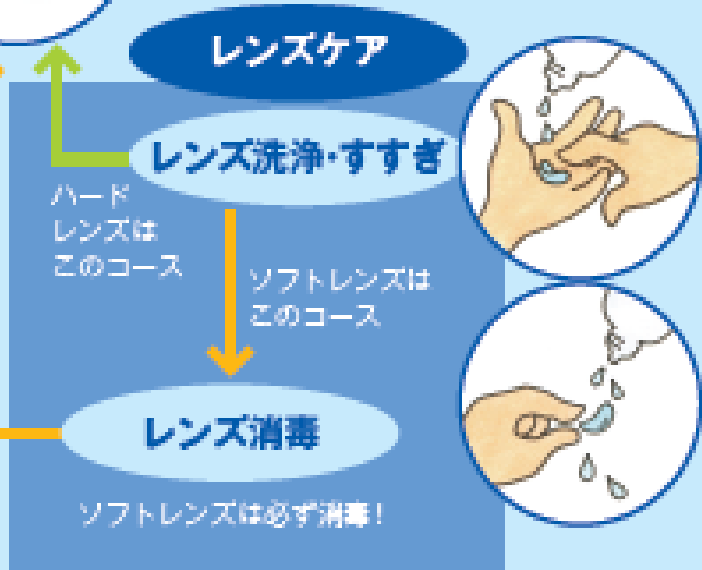 レンズケア
レンズ洗浄・すすぎ
ハード
レンズは
このコース
ソフトレンズは
このコース
レンズ消毒
ソフトレンズは必ず消毒!